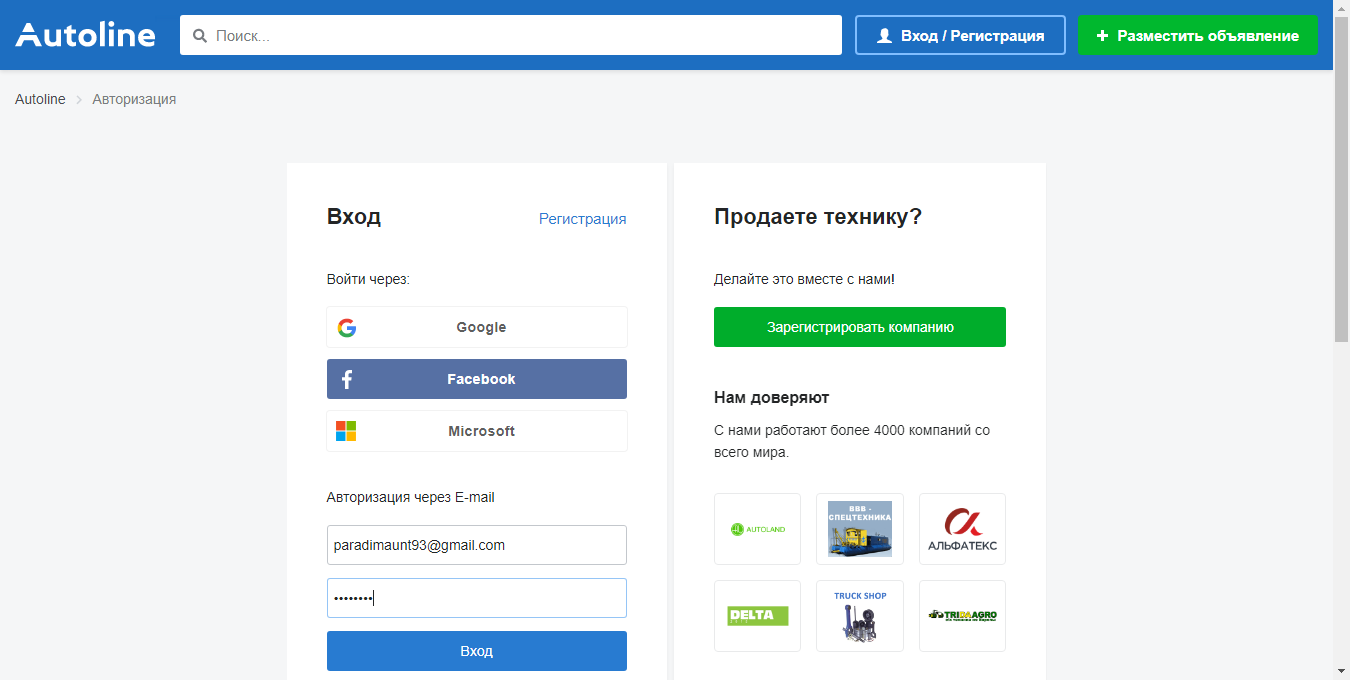 Autoline
Поиск...
Вход / Регистрация
+ Разместить объявление
Autoline > Авторизация
Вход
Регистрация
Войти через:
Google
Facebook
Microsoft
Авторизация через E-mail
paradimaunt93@gmail.com
••••••••
Вход
Продаете технику?
Делайте это вместе с нами!
Зарегистрировать компанию
Нам доверяют
С нами работают более 4000 компаний со
всего мира.
AUTOLAND
ВВВ -
СПЕЦТЕХНИКА
АЛЬФАТЕКС
DELTA
TRUCK SHOP
TRIDAAGRO